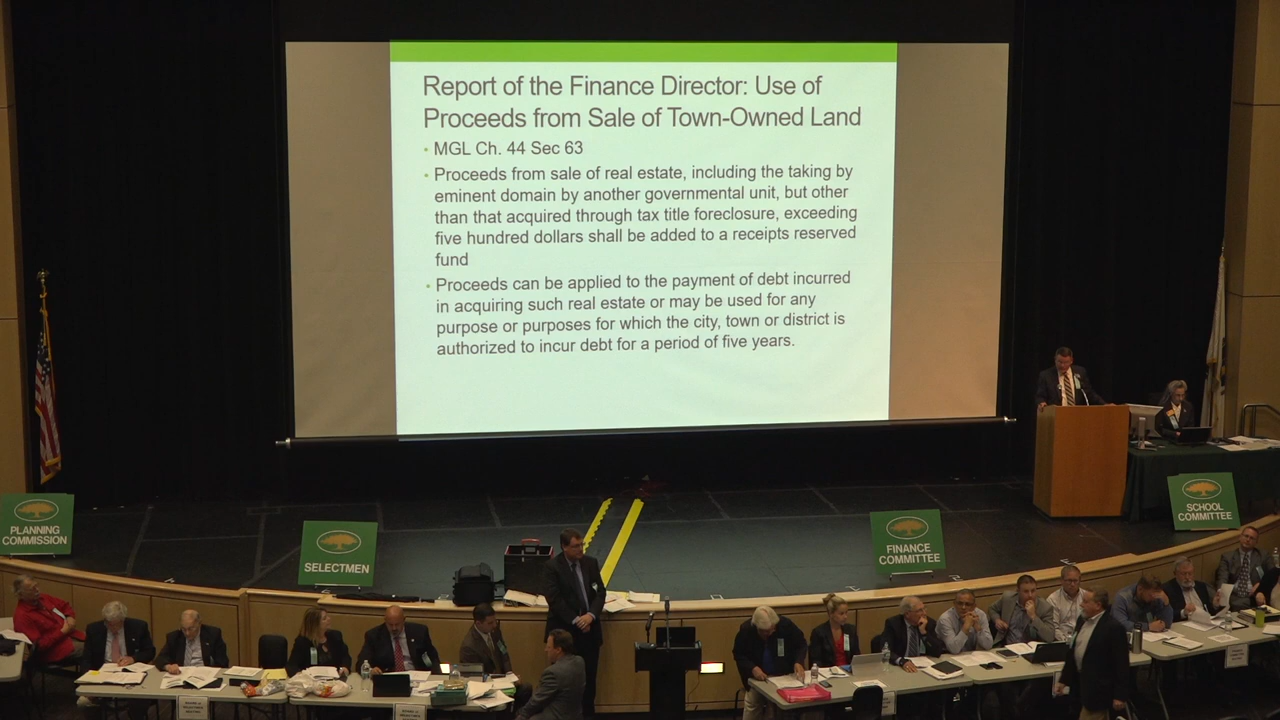 Report of the Finance Director: Use of
Proceeds from Sale of Town-Owned Land
• MGL Ch. 44 Sec 63
• Proceeds from sale of real estate, including the taking by
eminent domain by another governmental unit, but other
than that acquired through tax title foreclosure, exceeding
five hundred dollars shall be added to a receipts reserved
fund
• Proceeds can be applied to the payment of debt incurred
in acquiring such real estate or may be used for any
purpose or purposes for which the city, town or district is
authorized to incur debt for a period of five years.
PLANNING
COMMISSION
SELECTMEN
FINANCE
COMMITTEE
SCHOOL
COMMITTEE